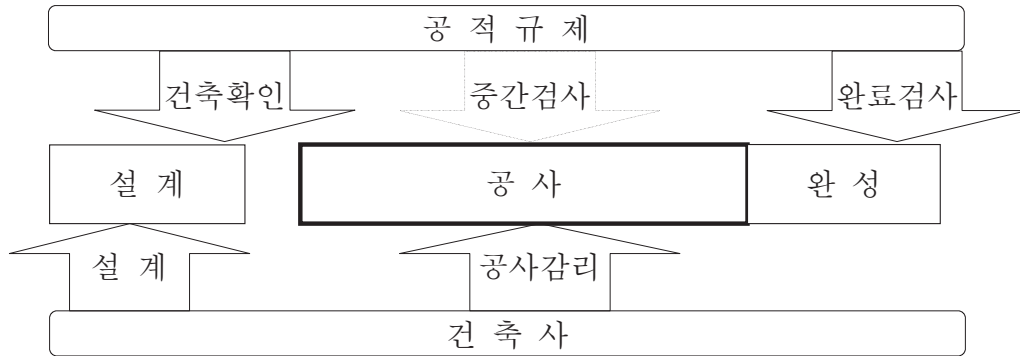 공 적 규 제
건축확인 중간검사 완료검사
설 계 공 사 완 성
설 계 공사감리
건 축 사